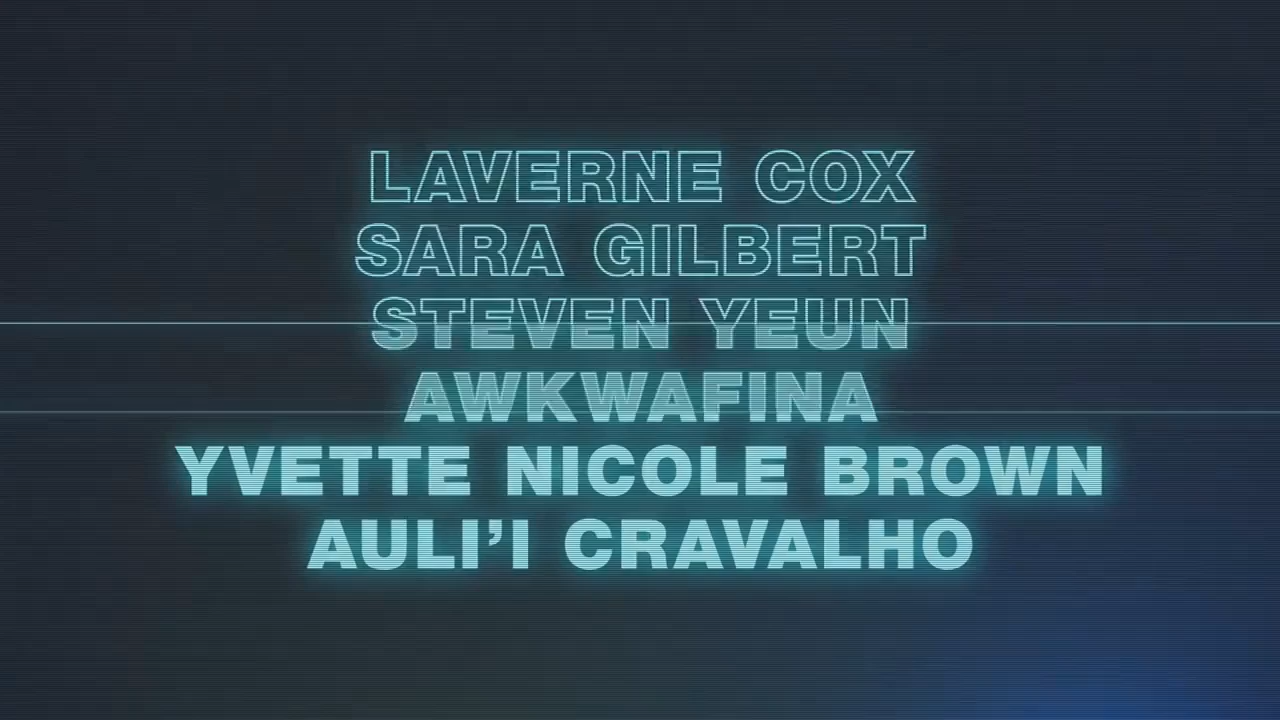 LAVERNE COX
SARA GILBERT
STEVEN YEUN
AWKWAFINA
YVETTE NICOLE BROWN
AULI’I CRAVALHO